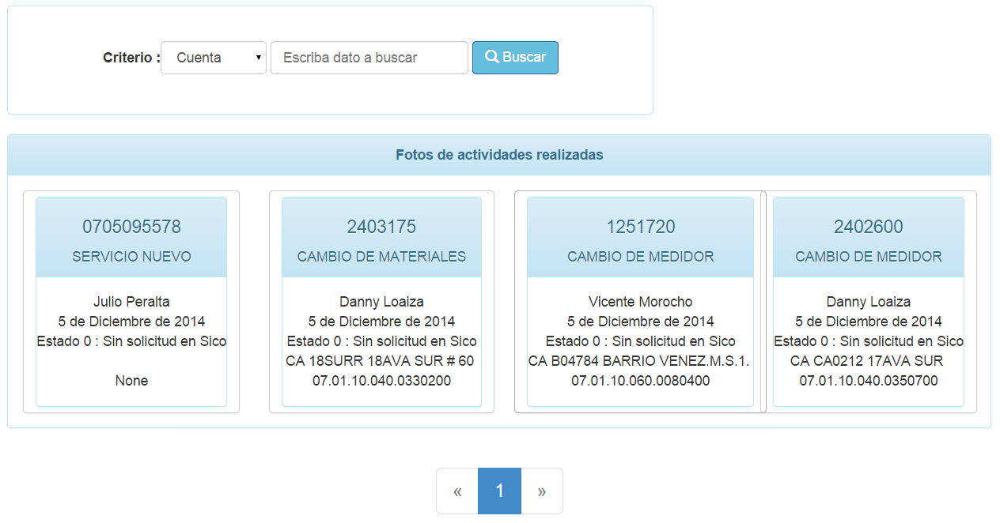 Criterio : Cuenta Escriba dato a buscar Buscar
Fotos de actividades realizadas
0705095578
SERVICIO NUEVO
Julio Peralta
5 de Diciembre de 2014
Estado 0 : Sin solicitud en Sico
None
2403175
CAMBIO DE MATERIALES
Danny Loaiza
5 de Diciembre de 2014
Estado 0 : Sin solicitud en Sico
CA 18SURR 18AVA SUR # 60
07.01.10.040.0330200
1251720
CAMBIO DE MEDIDOR
Vicente Morocho
5 de Diciembre de 2014
Estado 0 : Sin solicitud en Sico
CA B04784 BARRIO VENEZ.M.S.1.
07.01.10.060.0080400
2402600
CAMBIO DE MEDIDOR
Danny Loaiza
5 de Diciembre de 2014
Estado 0 : Sin solicitud en Sico
CA CA0212 17AVA SUR
07.01.10.040.0350700
« 1 »